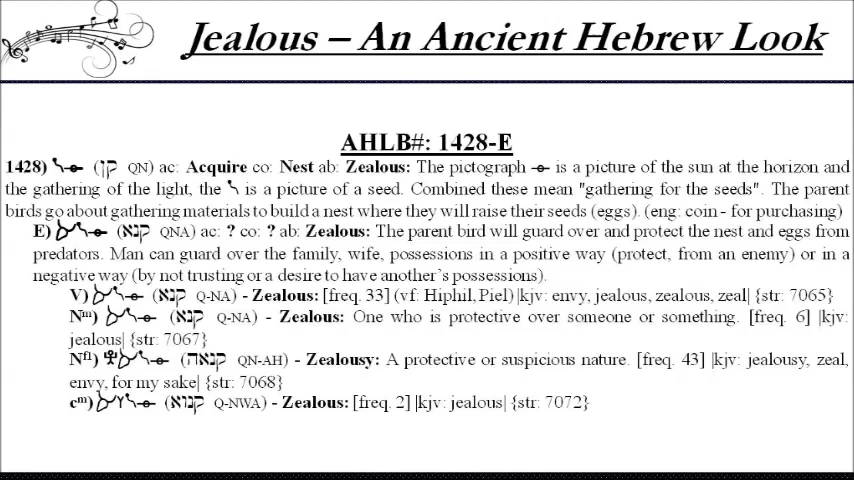 Jealous – An Ancient Hebrew Look
AHLB#: 1428-E
1428) (קן QN) ac: Acquire co: Nest ab: Zealous: The pictograph is a picture of the sun at the horizon and
the gathering of the light, the is a picture of a seed. Combined these mean "gathering for the seeds". The parent
birds go about gathering materials to build a nest where they will raise their seeds (eggs). (eng: coin - for purchasing)
E) (קנא QNA) ac: ? co: ? ab: Zealous: The parent bird will guard over and protect the nest and eggs from
predators. Man can guard over the family, wife, possessions in a positive way (protect, from an enemy) or in a
negative way (by not trusting or a desire to have another's possessions).
V) (קנא Q-NA) - Zealous: [freq. 33] (vf: Hiphil, Piel) |kjv: envy, jealous, zealous, zeal| {str: 7065}
Nm) (קנא Q-NA) - Zealous: One who is protective over someone or something. [freq. 6] |kjv:
jealous| {str: 7067}
Nf1) (קנאה QN-AH) - Zealousy: A protective or suspicious nature. [freq. 43] |kjv: jealousy, zeal,
envy, for my sake| {str: 7068}
cm) (קנוא Q-NWA) - Zealous: [freq. 2] |kjv: jealous| {str: 7072}